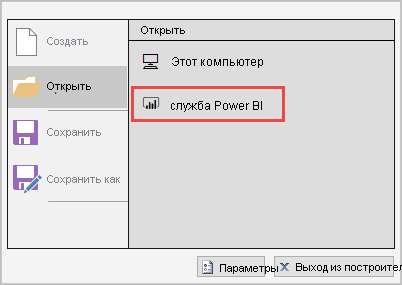 Создать
Открыть
Сохранить
Сохранить как
Открыть
Этот компьютер
служба Power BI
Параметры
Выход из построител